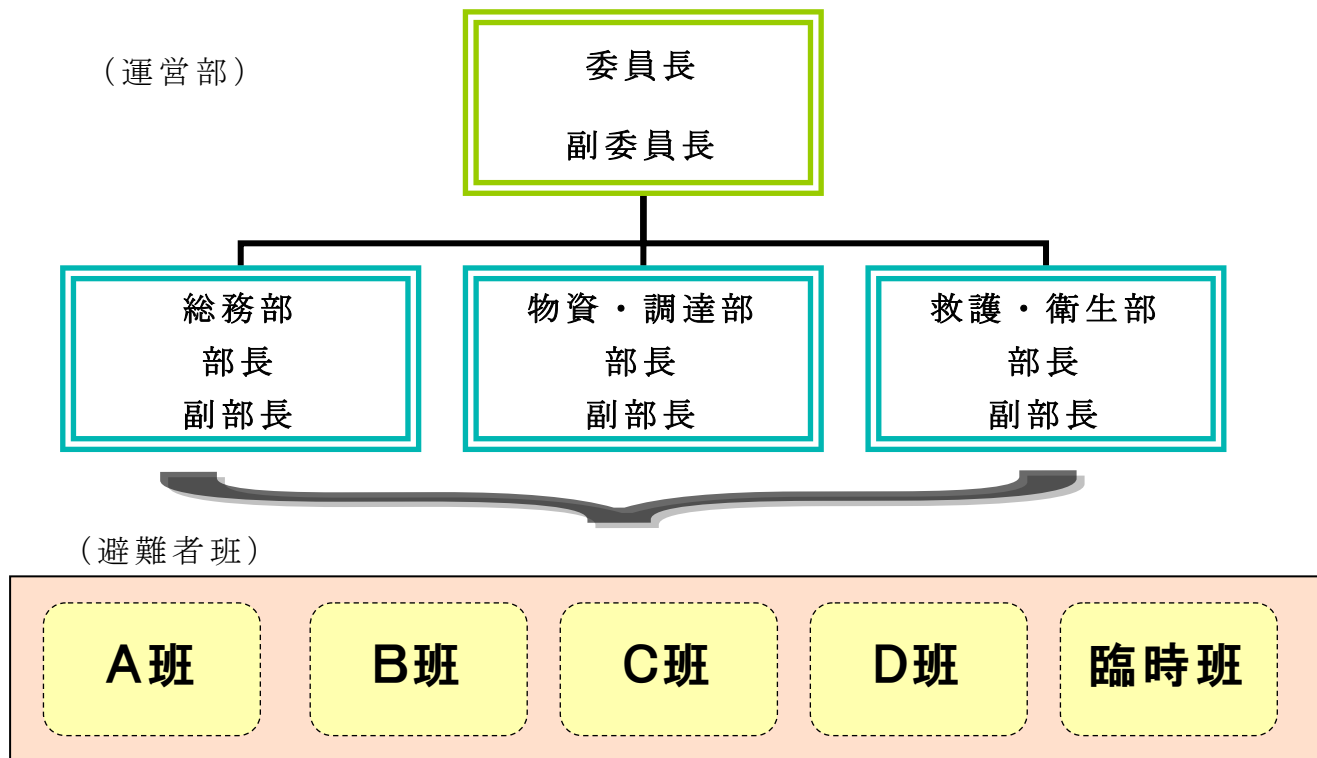 （運営部）
委員長
副委員長
総務部
部長
副部長
物資・調達部
部長
副部長
救護・衛生部
部長
副部長
（避難者班）
A班
B班
C班
D班
臨時班